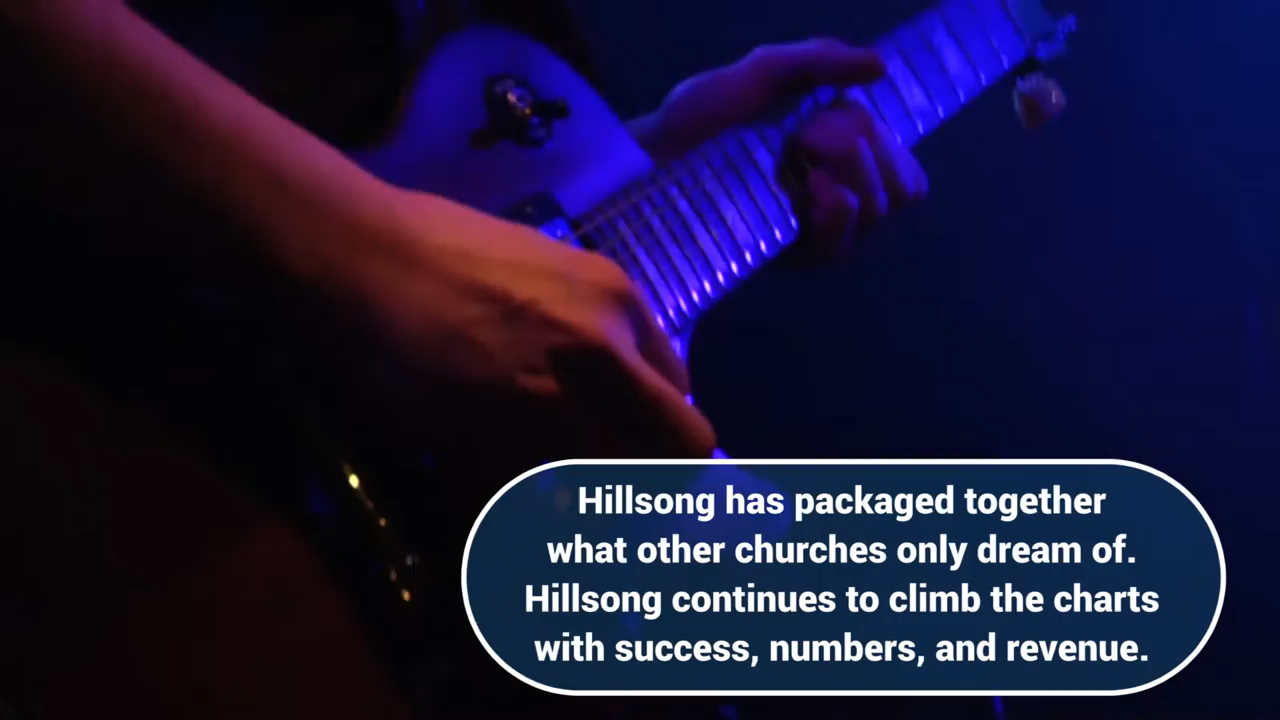 Hillsong has packaged together
what other churches only dream of.
Hillsong continues to climb the charts
with success, numbers, and revenue.